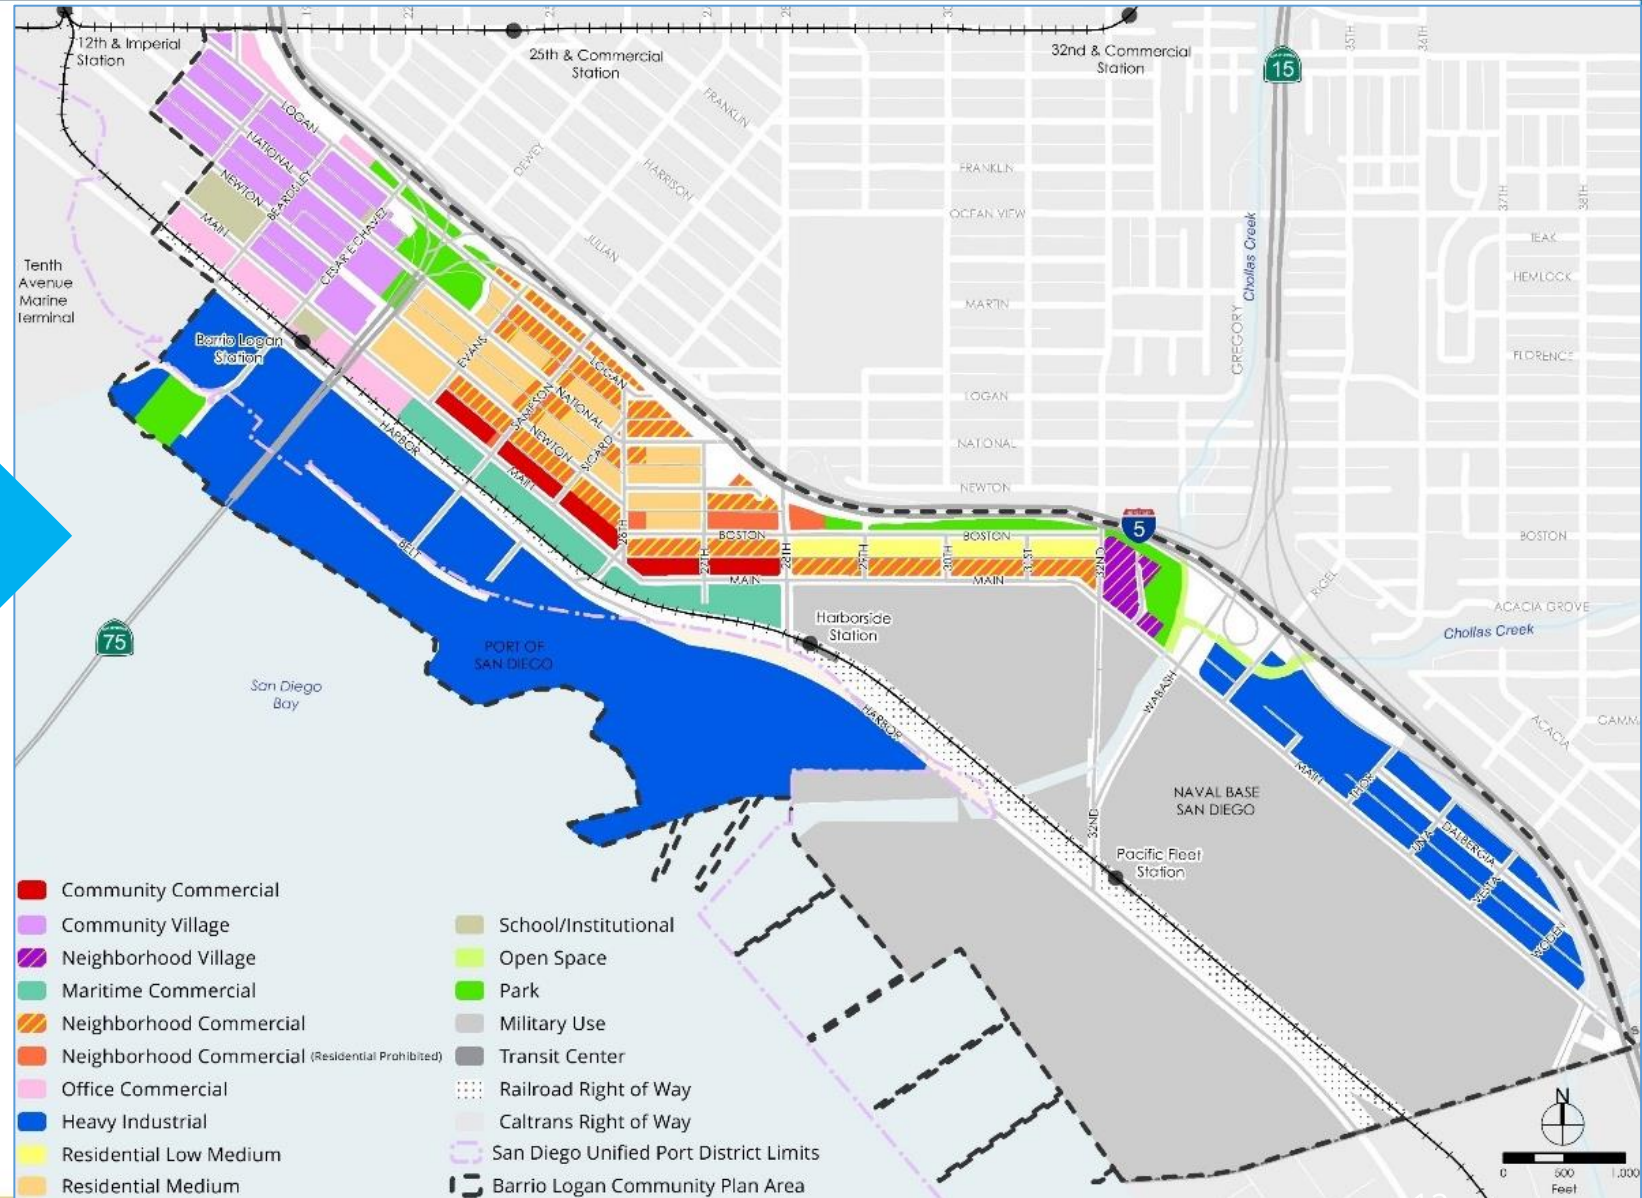 12th & Imperial
Station
25th & Commercial
Station
32nd & Commercial
Station
15
35TH
36TH
FRANKLIN
DEWEY
HARRISON
JULIAN
FRANKLIN
OCEAN VIEW
MARTIN
LOGAN
NATIONAL
NEWTON
GREGORY
Chollas Creek
37TH
38TH
TEAK
HEMLOCK
FLORENCE
BOSTON
ACACIA GROVE
Chollas Creek
RIGEL
ACACIA
LOGAN
NATIONAL
BEARDSLEY
NEWTON
MAIN
CESAR E CHAVEZ
Tenth
Avenue
Marine
Terminal
Barrio Logan
Station
EVANS
LOGAN
NATIONAL
SAMPSON
NEWTON
SICARD
MAIN
HARBOR
BELT
26TH
27TH
28TH
29TH
30TH
31ST
32ND
BOSTON
BOSTON
MAIN
MAIN
5
75
Harborside
Station
PORT OF
SAN DIEGO
San Diego
Bay
HARBOR
WABASH
32ND
NAVAL BASE
SAN DIEGO
Pacific Fleet
Station
MAIN
THOR
UNA
DALBERGIA
VESTA
WODEN
Community Commercial
Community Village
Neighborhood Village
Maritime Commercial
Neighborhood Commercial
Neighborhood Commercial (Residential Prohibited)
Office Commercial
Heavy Industrial
Residential Low Medium
Residential Medium
School/Institutional
Open Space
Park
Military Use
Transit Center
Railroad Right of Way
Caltrans Right of Way
San Diego Unified Port District Limits
Barrio Logan Community Plan Area
N
0 500 1,000
Feet